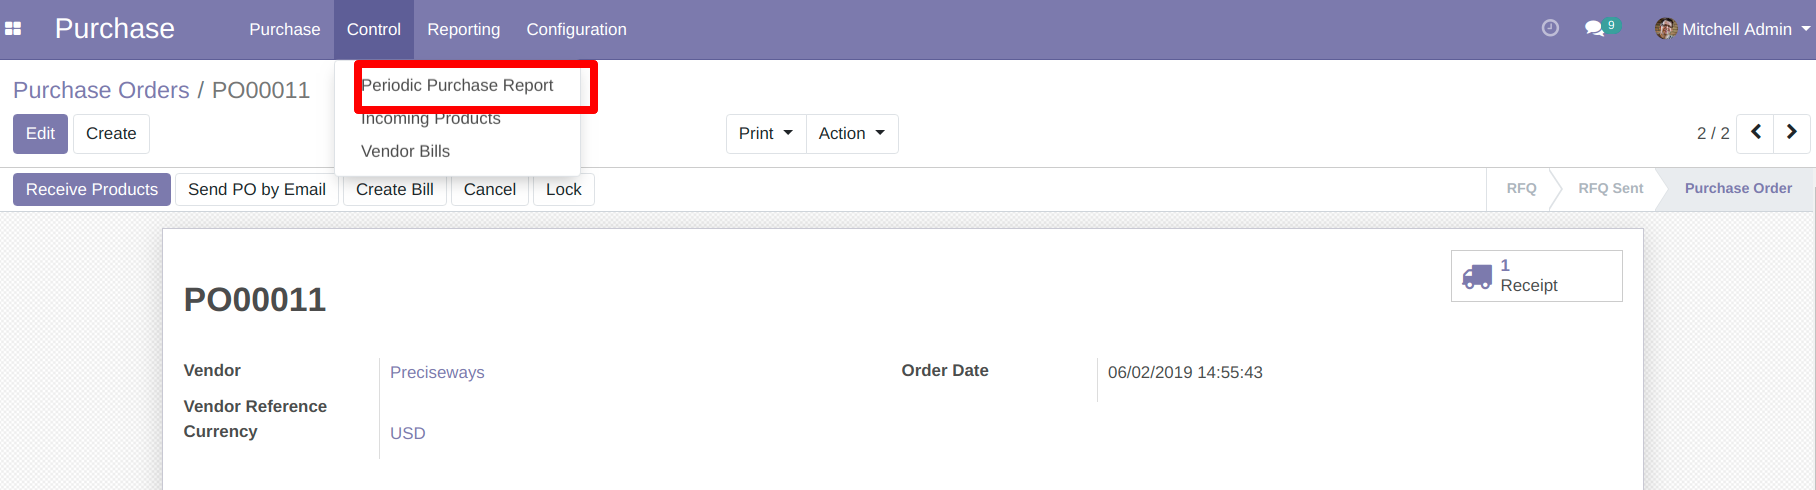 Purchase Purchase Control Reporting Configuration 9 Mitchell Admin
Periodic Purchase Report
Purchase Orders / PO00011
Incoming Products
Edit Create Print Action 2 / 2
Vendor Bills
Receive Products Send PO by Email Create Bill Cancel Lock RFQ RFQ Sent Purchase Order
1
Receipt
PO00011
Vendor Preciseways Order Date 06/02/2019 14:55:43
Vendor Reference
Currency USD